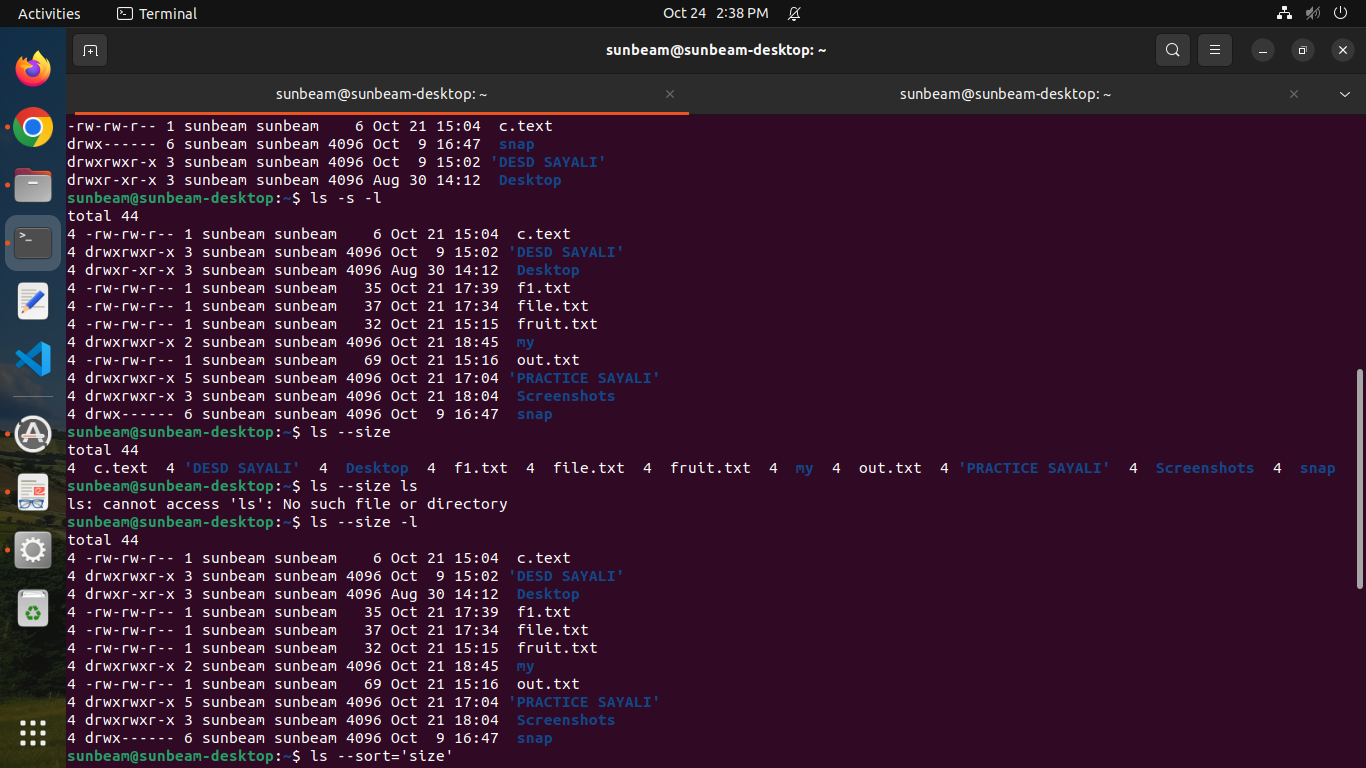 Activities Terminal Oct 24 2:38 PM
sunbeam@sunbeam-desktop: ~
sunbeam@sunbeam-desktop: ~ sunbeam@sunbeam-desktop: ~
-rw-rw-r-- 1 sunbeam sunbeam    6 Oct 21 15:04  c.text
drwx------ 6 sunbeam sunbeam 4096 Oct  9 16:47  snap
drwxrwxr-x 3 sunbeam sunbeam 4096 Oct  9 15:02 'DESD SAYALI'
drwxr-xr-x 3 sunbeam sunbeam 4096 Aug 30 14:12  Desktop
sunbeam@sunbeam-desktop:~$ ls -s -l
total 44
4 -rw-rw-r-- 1 sunbeam sunbeam    6 Oct 21 15:04  c.text
4 drwxrwxr-x 3 sunbeam sunbeam 4096 Oct  9 15:02 'DESD SAYALI'
4 drwxr-xr-x 3 sunbeam sunbeam 4096 Aug 30 14:12  Desktop
4 -rw-rw-r-- 1 sunbeam sunbeam   35 Oct 21 17:39  f1.txt
4 -rw-rw-r-- 1 sunbeam sunbeam   37 Oct 21 17:34  file.txt
4 -rw-rw-r-- 1 sunbeam sunbeam   32 Oct 21 15:15  fruit.txt
4 drwxrwxr-x 2 sunbeam sunbeam 4096 Oct 21 18:45  my
4 -rw-rw-r-- 1 sunbeam sunbeam   69 Oct 21 15:16  out.txt
4 drwxrwxr-x 5 sunbeam sunbeam 4096 Oct 21 17:04 'PRACTICE SAYALI'
4 drwxrwxr-x 3 sunbeam sunbeam 4096 Oct 21 18:04  Screenshots
4 drwx------ 6 sunbeam sunbeam 4096 Oct  9 16:47  snap
sunbeam@sunbeam-desktop:~$ ls --size
total 44
4  c.text  4 'DESD SAYALI'  4  Desktop  4  f1.txt  4  file.txt  4  fruit.txt  4  my  4  out.txt  4 'PRACTICE SAYALI'  4  Screenshots  4  snap
sunbeam@sunbeam-desktop:~$ ls --size ls
ls: cannot access 'ls': No such file or directory
sunbeam@sunbeam-desktop:~$ ls --size -l
total 44
4 -rw-rw-r-- 1 sunbeam sunbeam    6 Oct 21 15:04  c.text
4 drwxrwxr-x 3 sunbeam sunbeam 4096 Oct  9 15:02 'DESD SAYALI'
4 drwxr-xr-x 3 sunbeam sunbeam 4096 Aug 30 14:12  Desktop
4 -rw-rw-r-- 1 sunbeam sunbeam   35 Oct 21 17:39  f1.txt
4 -rw-rw-r-- 1 sunbeam sunbeam   37 Oct 21 17:34  file.txt
4 -rw-rw-r-- 1 sunbeam sunbeam   32 Oct 21 15:15  fruit.txt
4 drwxrwxr-x 2 sunbeam sunbeam 4096 Oct 21 18:45  my
4 -rw-rw-r-- 1 sunbeam sunbeam   69 Oct 21 15:16  out.txt
4 drwxrwxr-x 5 sunbeam sunbeam 4096 Oct 21 17:04 'PRACTICE SAYALI'
4 drwxrwxr-x 3 sunbeam sunbeam 4096 Oct 21 18:04  Screenshots
4 drwx------ 6 sunbeam sunbeam 4096 Oct  9 16:47  snap
sunbeam@sunbeam-desktop:~$ ls --sort='size'